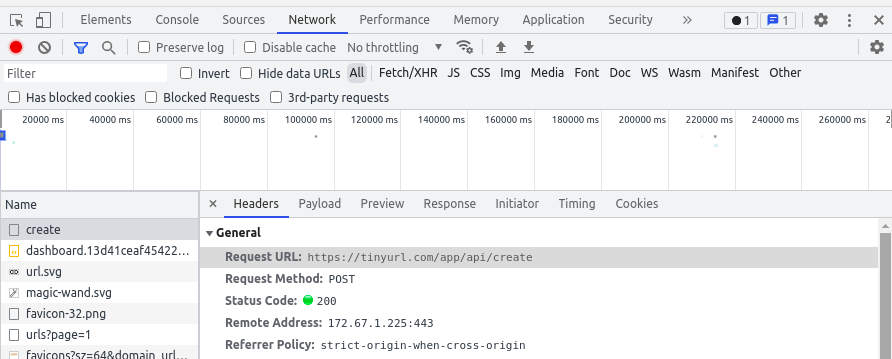 Elements Console Sources Network Performance Memory Application Security » 1 1
Preserve log Disable cache No throttling
Filter Invert Hide data URLs All Fetch/XHR JS CSS Img Media Font Doc WS Wasm Manifest Other
Has blocked cookies Blocked Requests 3rd-party requests
20000 ms 40000 ms 60000 ms 80000 ms 100000 ms 120000 ms 140000 ms 160000 ms 180000 ms 200000 ms 220000 ms 240000 ms 260000 ms 2
Name Headers Payload Preview Response Initiator Timing Cookies
create General
dashboard.13d41ceaf45422... Request URL: https://tinyurl.com/app/api/create
url.svg Request Method: POST
magic-wand.svg Status Code: 200
favicon-32.png Remote Address: 172.67.1.225:443
urls?page=1 Referrer Policy: strict-origin-when-cross-origin
favicons?sz=64&domain_url...